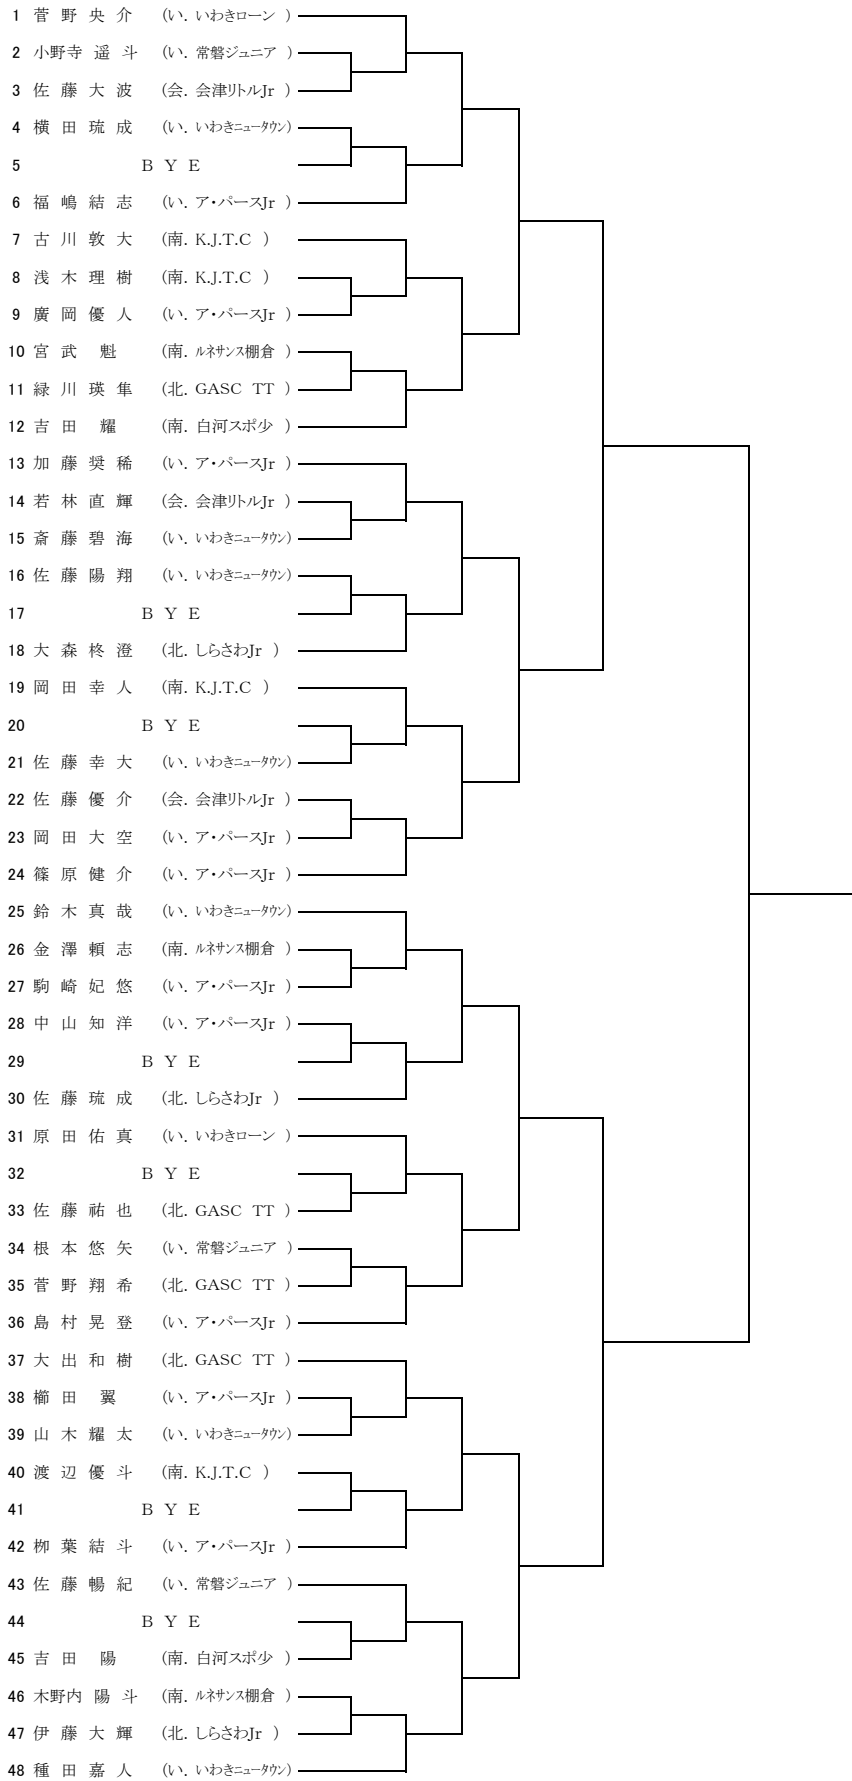 1 菅野央介 (い. いわきローン )
2 小野寺遥斗 (い. 常磐ジュニア )
3 佐藤大波 (会. 会津リトルJr )
4 横田琉成 (い. いわきニュータウン)
5 BYE
6 福嶋結志 (い. ア・パースJr )
7 古川敦大 (南. K.J.T.C )
8 浅木理樹 (南. K.J.T.C )
9 廣岡優人 (い. ア・パースJr )
10 宮武魁 (南. ルネサンス棚倉 )
11 緑川瑛隼 (北. GASC TT )
12 吉田耀 (南. 白河スポ少 )
13 加藤奨稀 (い. ア・パースJr )
14 若林直輝 (会. 会津リトルJr )
15 斎藤碧海 (い. いわきニュータウン)
16 佐藤陽翔 (い. いわきニュータウン)
17 BYE
18 大森柊澄 (北. しらさわJr )
19 岡田幸人 (南. K.J.T.C )
20 BYE
21 佐藤幸大 (い. いわきニュータウン)
22 佐藤優介 (会. 会津リトルJr )
23 岡田大空 (い. ア・パースJr )
24 篠原健介 (い. ア・パースJr )
25 鈴木真哉 (い. いわきニュータウン)
26 金澤頼志 (南. ルネサンス棚倉 )
27 駒崎妃悠 (い. ア・パースJr )
28 中山知洋 (い. ア・パースJr )
29 BYE
30 佐藤琉成 (北. しらさわJr )
31 原田佑真 (い. いわきローン )
32 BYE
33 佐藤祐也 (北. GASC TT )
34 根本悠矢 (い. 常磐ジュニア )
35 菅野翔希 (北. GASC TT )
36 島村晃登 (い. ア・パースJr )
37 大出和樹 (北. GASC TT )
38 櫛田翼 (い. ア・パースJr )
39 山木耀太 (い. いわきニュータウン)
40 渡辺優斗 (南. K.J.T.C )
41 BYE
42 栁葉結斗 (い. ア・パースJr )
43 佐藤暢紀 (い. 常磐ジュニア )
44 BYE
45 吉田陽 (南. 白河スポ少 )
46 木野内陽斗 (南. ルネサンス棚倉 )
47 伊藤大輝 (北. しらさわJr )
48 種田嘉人 (い. いわきニュータウン)